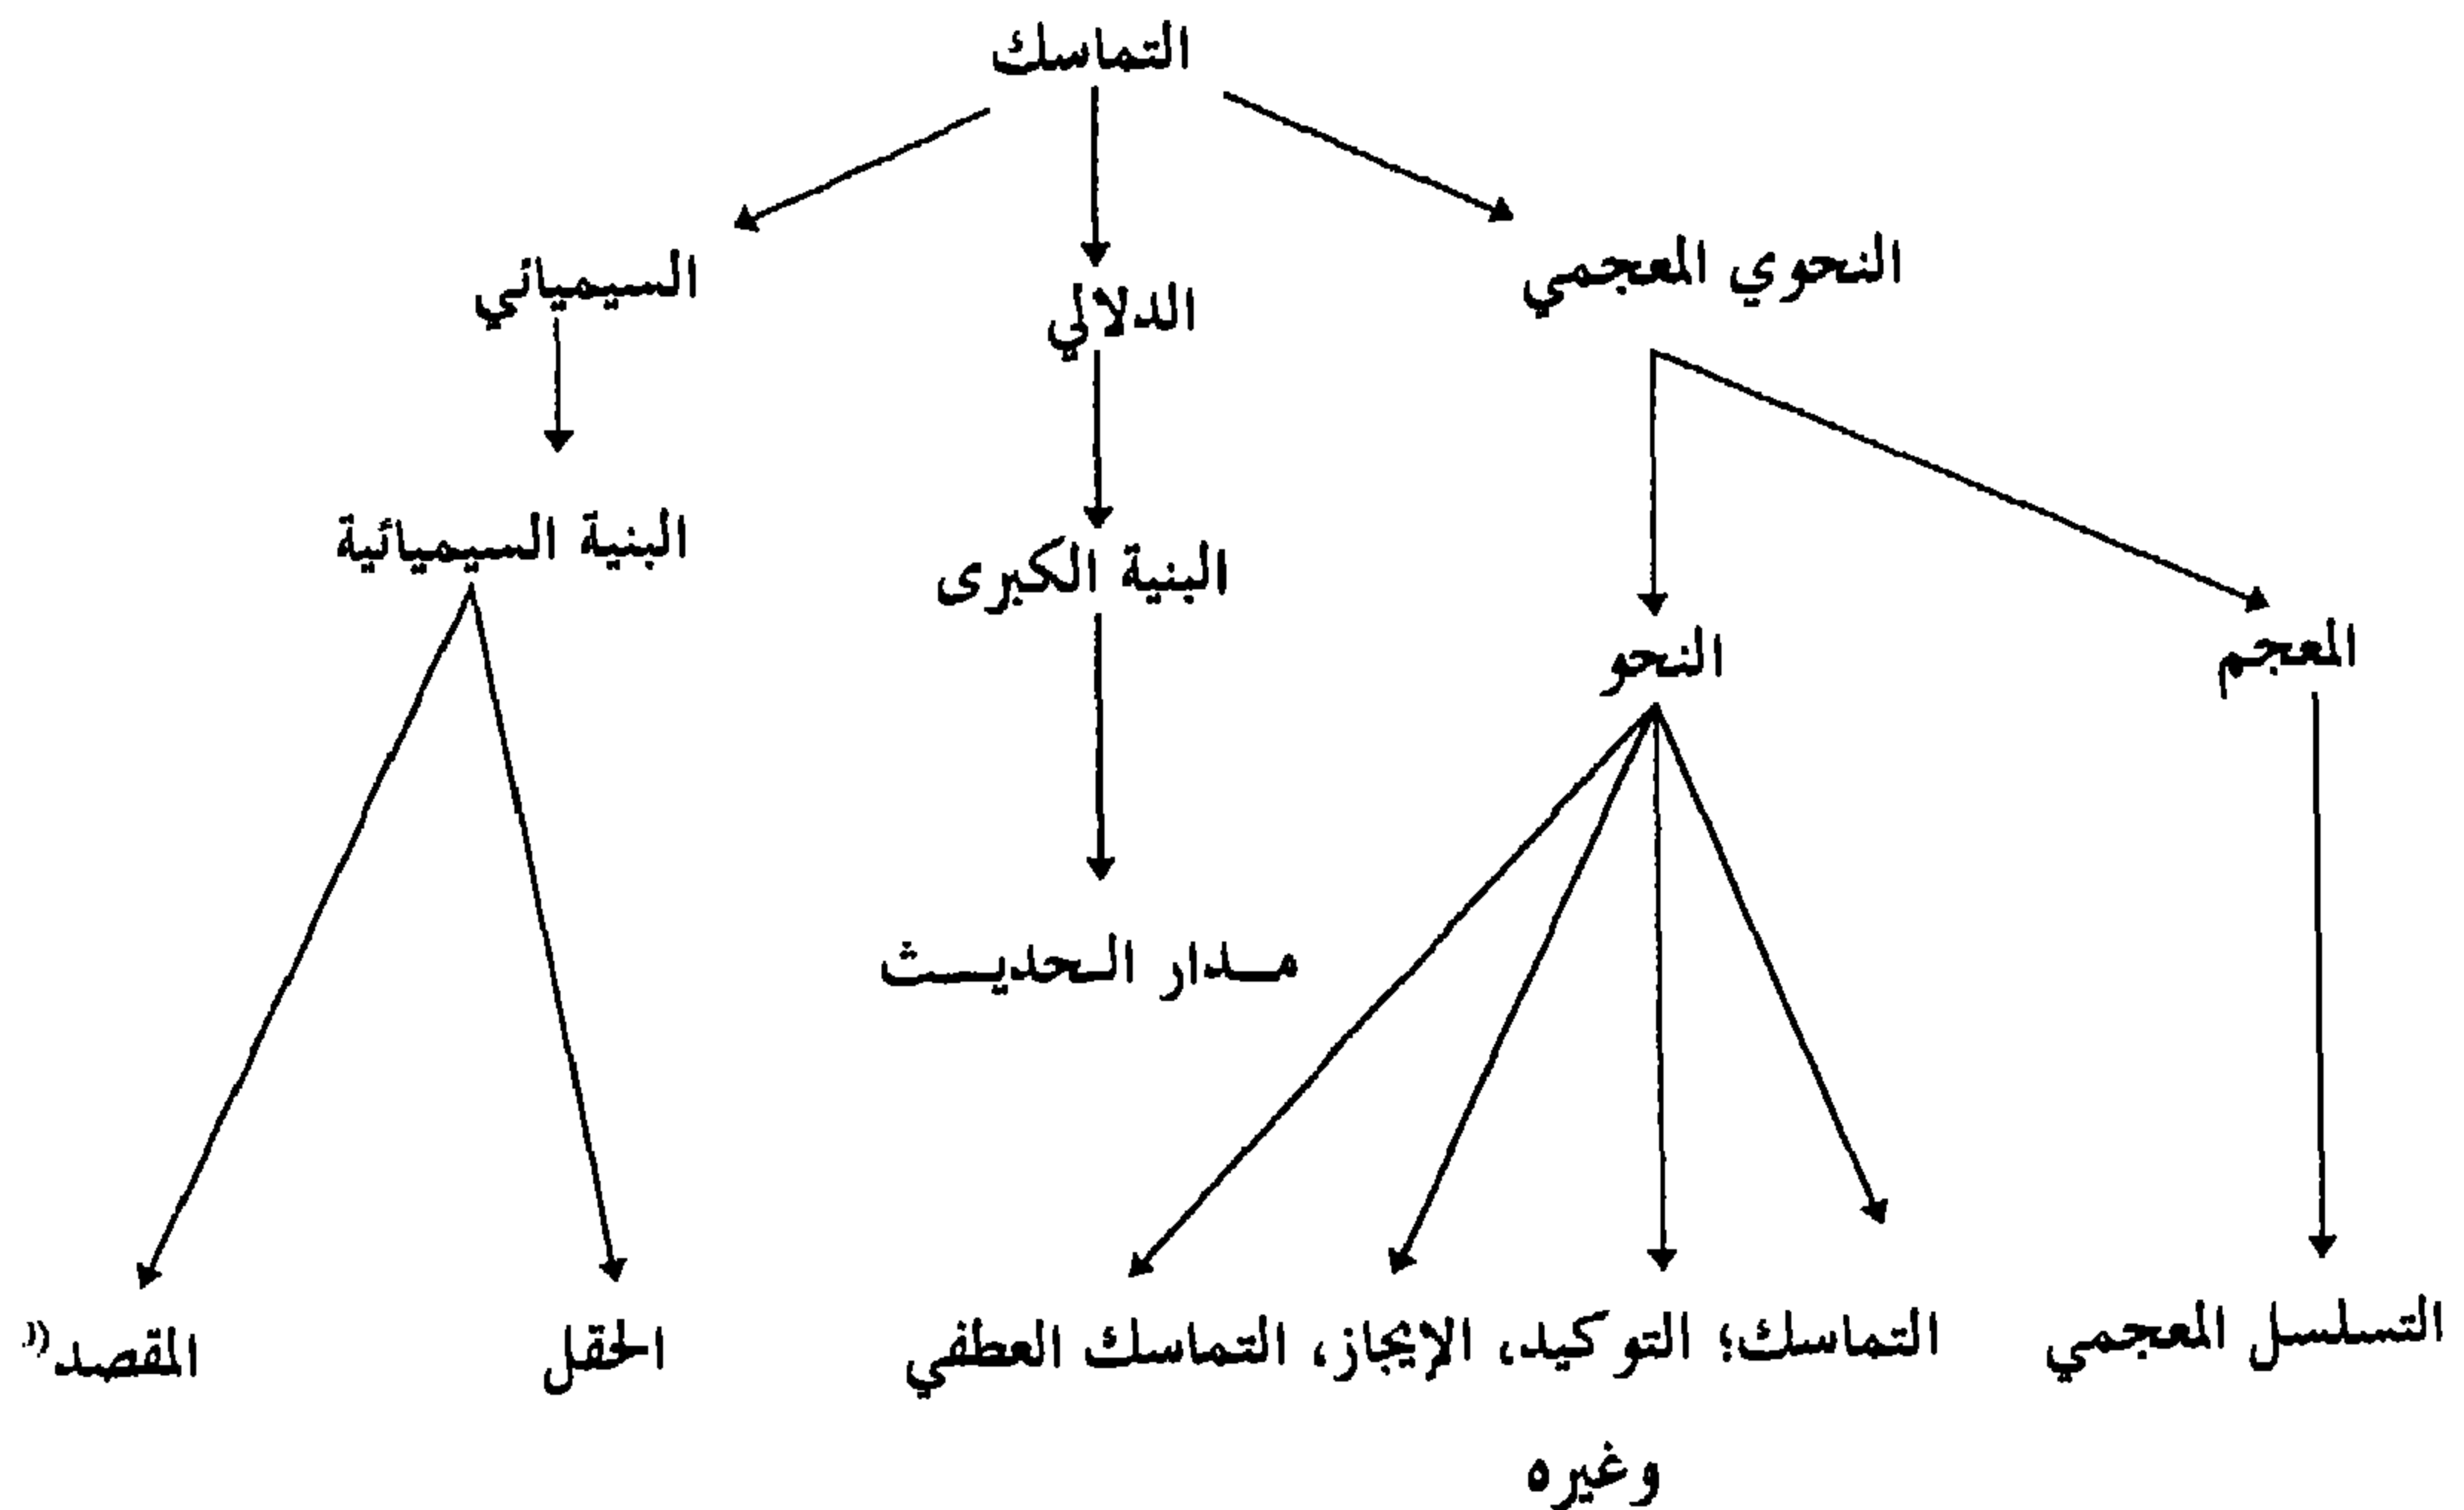 التماسك
النحوي المعجمي
الدلالي
السيميائي
البنية السيميائية
البنية الكبرى
النحو
المعجم
مدار الحديث
التسلسل المعجمي
التماسك؛ التوكيد، الإيجاز، التماسك العطفي
وغيره
الحقل
المقصد))